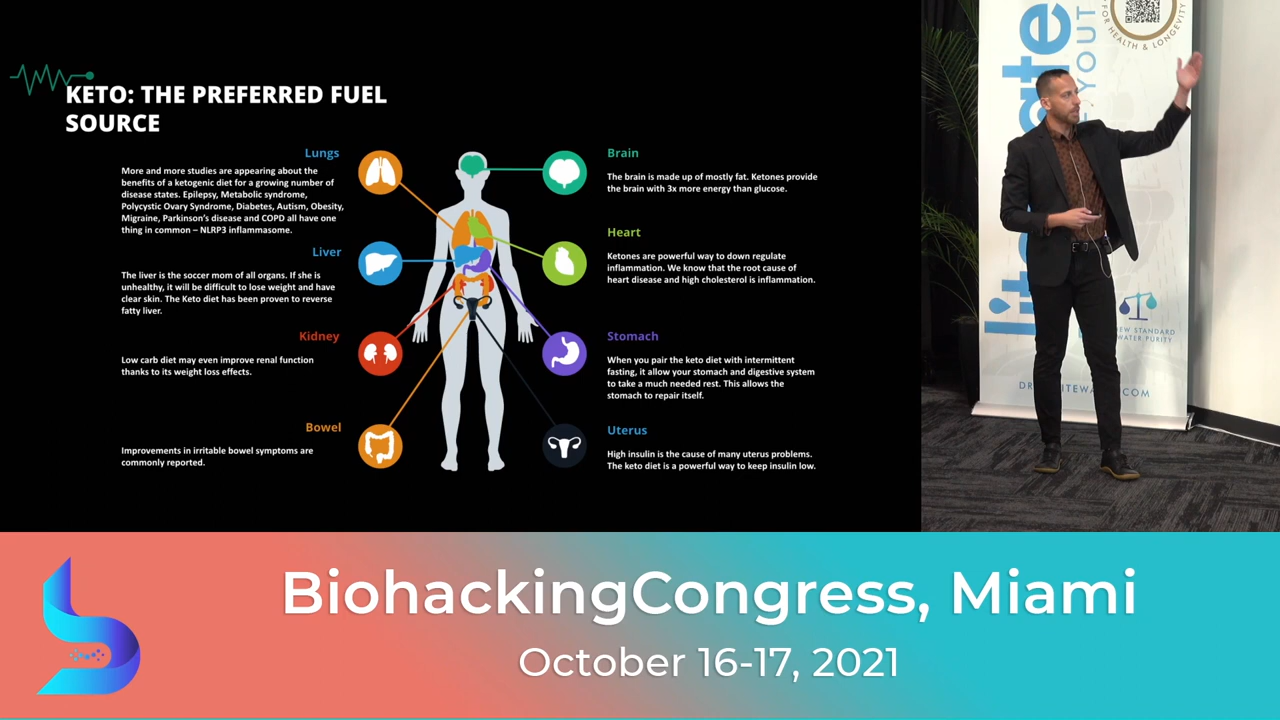 KETO: THE PREFERRED FUEL
SOURCE
Lungs
More and more studies are appearing about the
benefits of a ketogenic diet for a growing number of
disease states. Epilepsy, Metabolic syndrome,
Polycystic Ovary Syndrome, Diabetes, Autism, Obesity,
Migraine, Parkinson's disease and COPD all have one
thing in common – NLRP3 inflammasome.
Liver
The liver is the soccer mom of all organs. If she is
unhealthy, it will be difficult to lose weight and have
clear skin. The Keto diet has been proven to reverse
fatty liver.
Kidney
Low carb diet may even improve renal function
thanks to its weight loss effects.
Bowel
Improvements in irritable bowel symptoms are
commonly reported.
Brain
The brain is made up of mostly fat. Ketones provide
the brain with 3x more energy than glucose.
Heart
Ketones are powerful way to down regulate
inflammation. We know that the root cause of
heart disease and high cholesterol is inflammation.
Stomach
When you pair the keto diet with intermittent
fasting, it allow your stomach and digestive system
to take a much needed rest. This allows the
stomach to repair itself.
Uterus
High insulin is the cause of many uterus problems.
The keto diet is a powerful way to keep insulin low.
FOR HEALTH & LONGEVITY
YOUT
WATER PURITY
BiohackingCongress, Miami
October 16-17, 2021